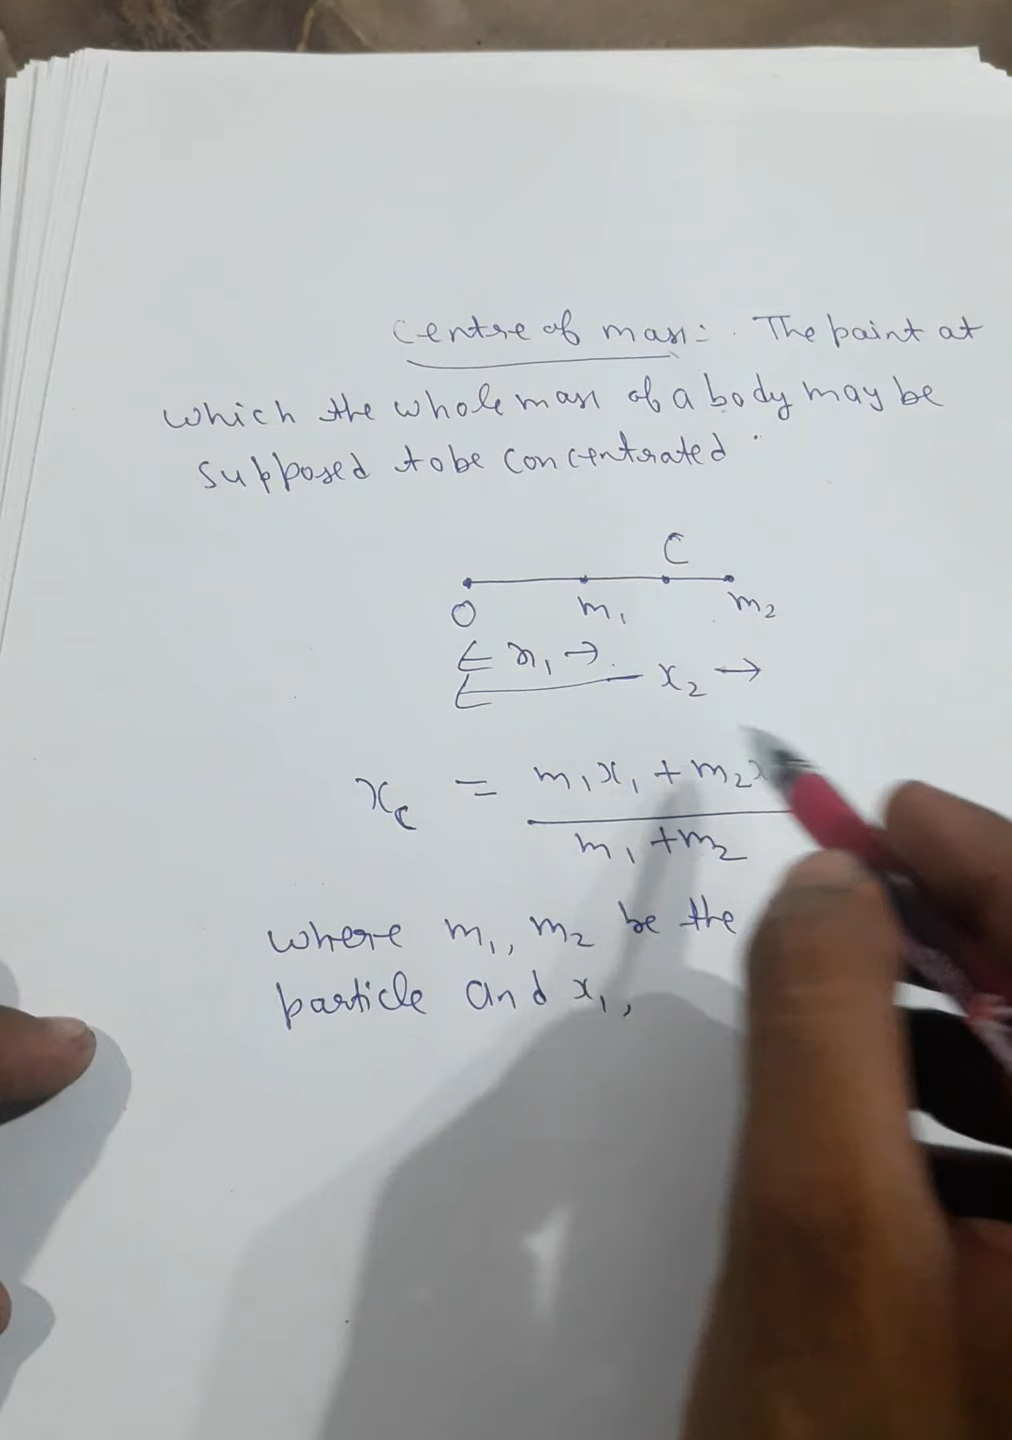 Centre of mass: The point at
which the whole mass of a body may be
supposed to be concentrated
C
O m₁ m₂
← x₁ →
← x₂ →
x_c = m₁x₁ + m₂x
m₁ + m₂
where m₁, m₂ be the
particle and x₁,